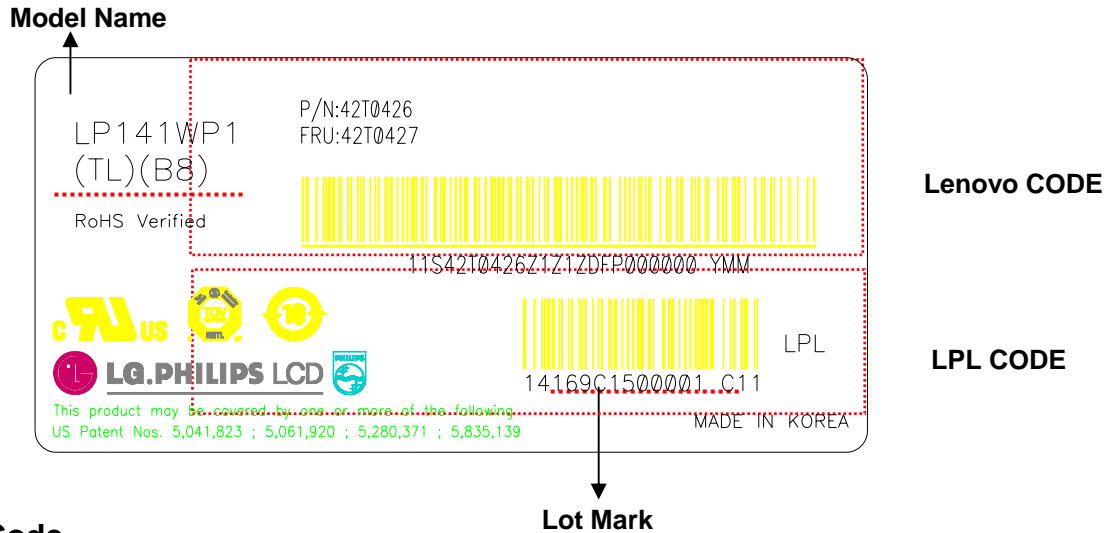 Model Name
LP141WP1
(TL)(B8)
RoHS Verified
P/N:42T0426
FRU:42T0427
11S42T0426Z1Z1ZDFP000000 YMM
Lenovo CODE
C US
TUV
10
LG.PHILIPS LCD
PHILIPS
14169C1500001 C11
LPL
LPL CODE
This product may be covered by one or more of the following
US Patent Nos. 5,041,823 ; 5,061,920 ; 5,280,371 ; 5,835,139
MADE IN KOREA
Lot Mark